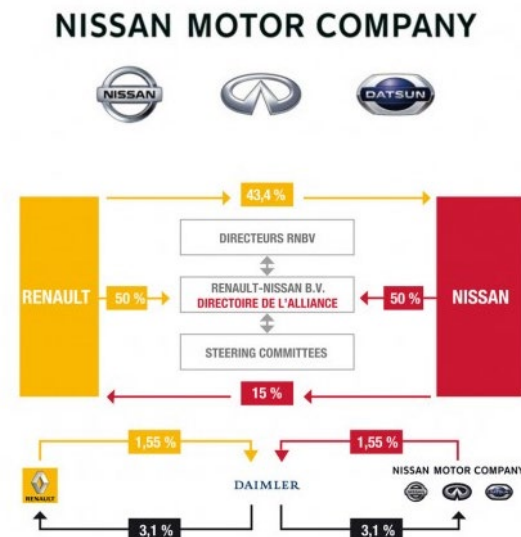 NISSAN MOTOR COMPANY
NISSAN
DATSUN
43,4 %
DIRECTEURS RNBV
RENAULT
50 %
RENAULT-NISSAN B.V.
DIRECTOIRE DE L'ALLIANCE
50 %
NISSAN
STEERING COMMITTEES
15 %
1,55 %
1,55 %
RENAULT
DAIMLER
NISSAN MOTOR COMPANY
3,1 %
3,1 %